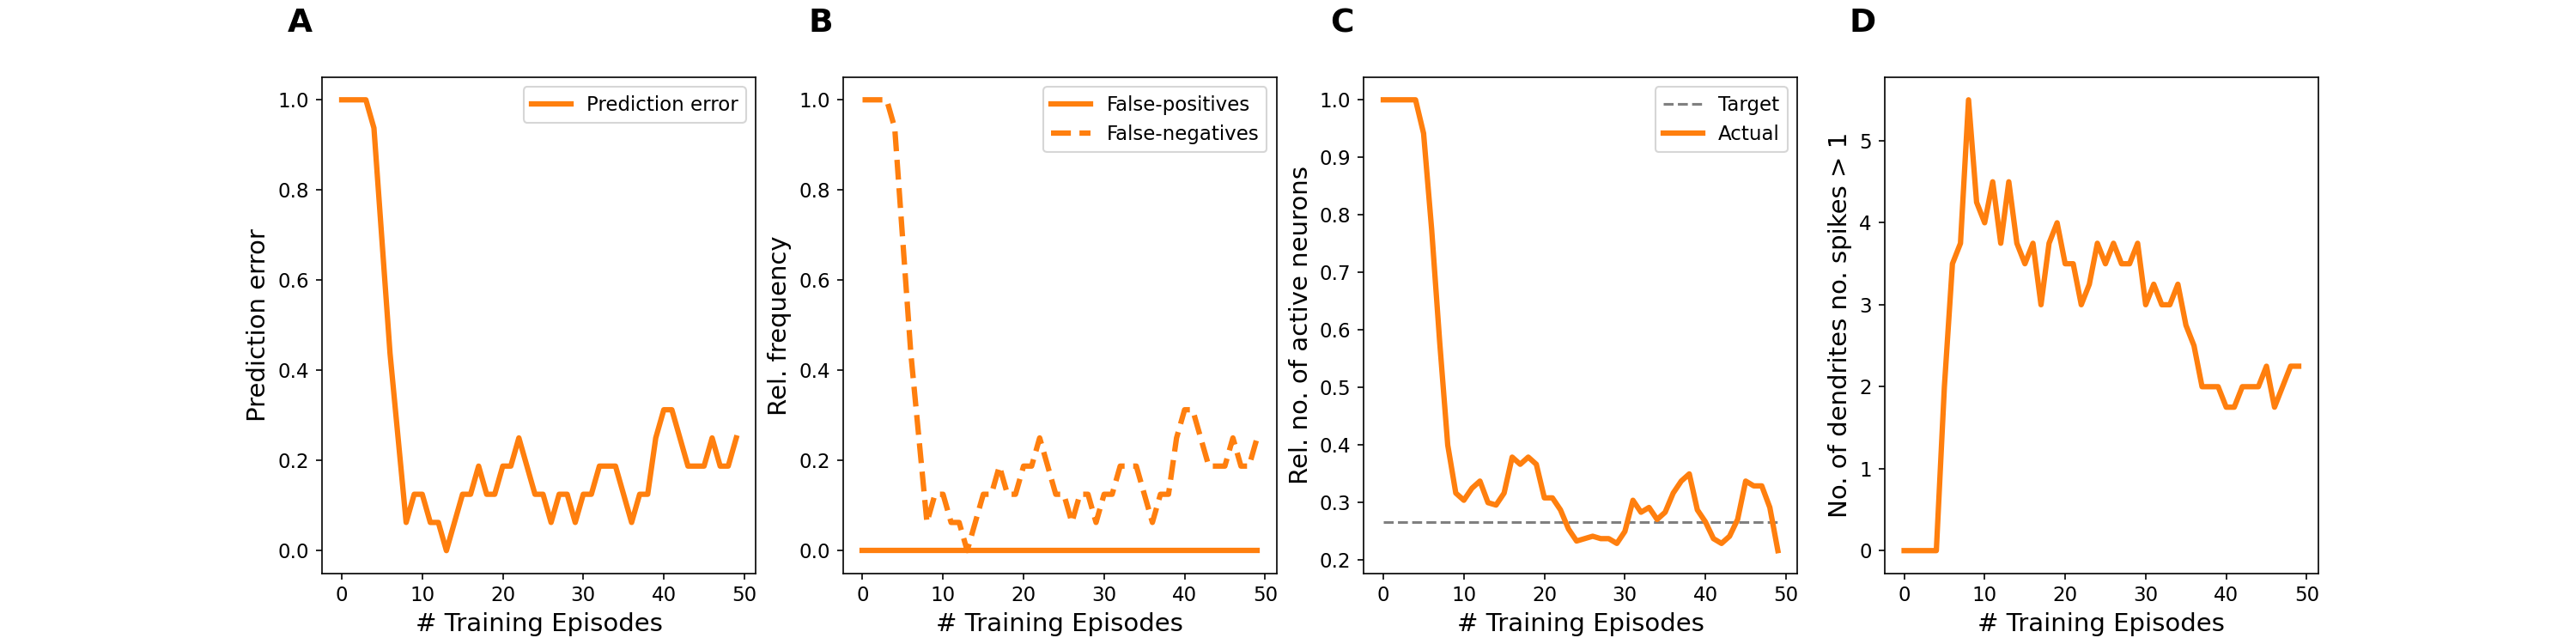 A
Prediction error
1.0
0.8
0.6
0.4
0.2
0.0
Prediction error
0 10 20 30 40 50
# Training Episodes
B
Rel. frequency
1.0
0.8
0.6
0.4
0.2
0.0
False-positives
False-negatives
0 10 20 30 40 50
# Training Episodes
C
Rel. no. of active neurons
1.0
0.9
0.8
0.7
0.6
0.5
0.4
0.3
0.2
Target
Actual
0 10 20 30 40 50
# Training Episodes
D
No. of dendrites no. spikes > 1
5
4
3
2
1
0
0 10 20 30 40 50
# Training Episodes